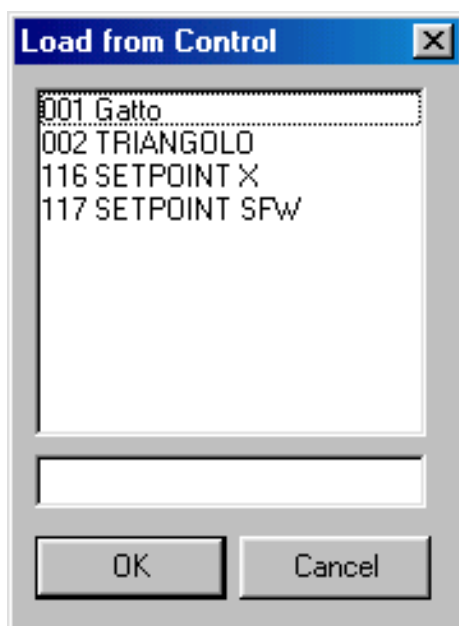 Load from Control
001 Gatto
002 TRIANGOLO
116 SETPOINT X
117 SETPOINT SFW
OK
Cancel